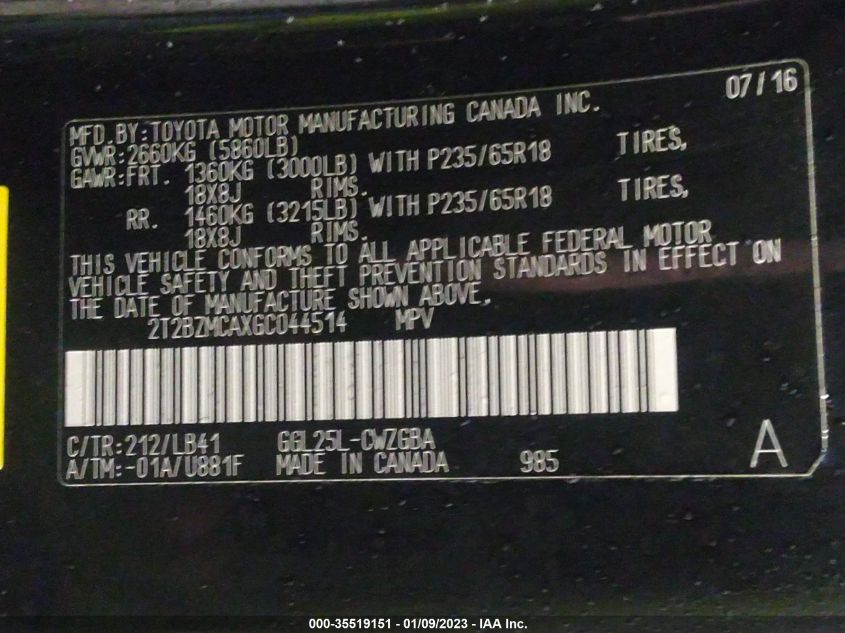 07/16
MFD. BY: TOYOTA MOTOR MANUFACTURING CANADA INC.
GVWR: 2660KG (5860LB)
GAWR: FRT. 1360KG (3000LB) WITH P235/65R18 TIRES,
18X8J RIMS.
RR. 1460KG (3215LB) WITH P235/65R18 TIRES,
18X8J RIMS.
THIS VEHICLE CONFORMS TO ALL APPLICABLE FEDERAL MOTOR
VEHICLE SAFETY AND THEFT PREVENTION STANDARDS IN EFFECT ON
THE DATE OF MANUFACTURE SHOWN ABOVE.
2T2BZMCAXGC044514 MPV
C/TR: 212/LB41 GGL25L-CWZGBA
A/TM: -01A/U881F MADE IN CANADA 985 A
000-35519151 - 01/09/2023 - IAA Inc.